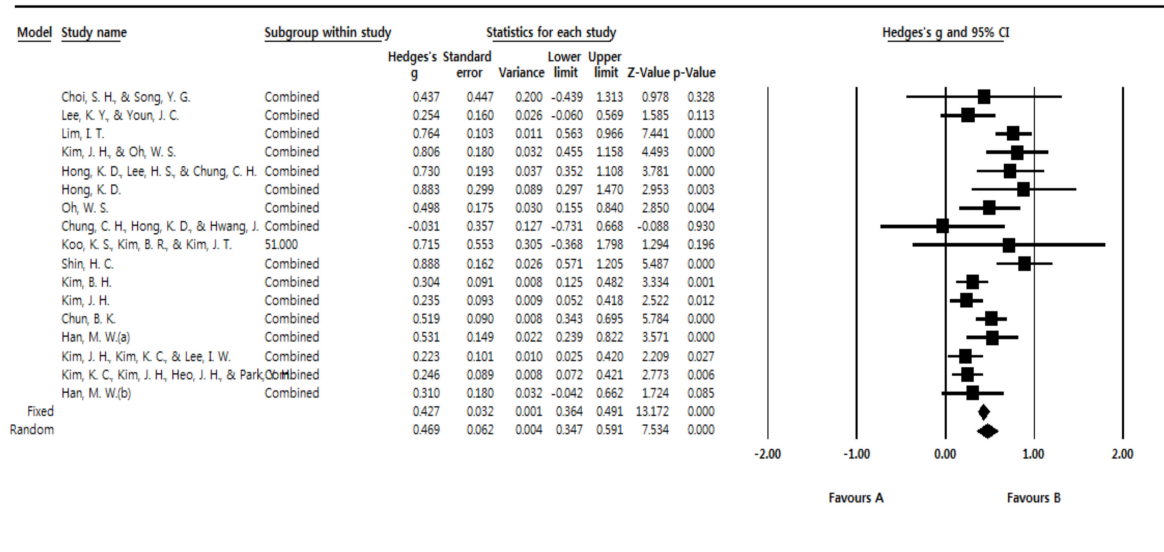 Model Study name Subgroup within study Statistics for each study Hedges's g and 95% CI
Hedges's Standard Lower Upper
g error Variance limit limit Z-Value p-Value
Choi, S. H., & Song, Y. G. Combined 0.437 0.447 0.200 -0.439 1.313 0.978 0.328
Lee, K. Y., & Youn, J. C. Combined 0.254 0.160 0.026 -0.060 0.569 1.585 0.113
Lim, I. T. Combined 0.764 0.103 0.011 0.563 0.966 7.441 0.000
Kim, J. H., & Oh, W. S. Combined 0.806 0.180 0.032 0.455 1.158 4.493 0.000
Hong, K. D., Lee, H. S., & Chung, C. H. Combined 0.730 0.193 0.037 0.352 1.108 3.781 0.000
Hong, K. D. Combined 0.883 0.299 0.089 0.297 1.470 2.953 0.003
Oh, W. S. Combined 0.498 0.175 0.030 0.155 0.840 2.850 0.004
Chung, C. H., Hong, K. D., & Hwang, J. Combined -0.031 0.357 0.127 -0.731 0.668 -0.088 0.930
Koo, K. S., Kim, B. R., & Kim, J. T. 51.000 0.715 0.553 0.305 -0.368 1.798 1.294 0.196
Shin, H. C. Combined 0.888 0.162 0.026 0.571 1.205 5.487 0.000
Kim, B. H. Combined 0.304 0.091 0.008 0.125 0.482 3.334 0.001
Kim, J. H. Combined 0.235 0.093 0.009 0.052 0.418 2.522 0.012
Chun, B. K. Combined 0.519 0.090 0.008 0.343 0.695 5.784 0.000
Han, M. W.(a) Combined 0.531 0.149 0.022 0.239 0.822 3.571 0.000
Kim, J. H., Kim, K. C., & Lee, I. W. Combined 0.223 0.101 0.010 0.025 0.420 2.209 0.027
Kim, K. C., Kim, J. H., Heo, J. H., & Park, Combined 0.246 0.089 0.008 0.072 0.421 2.773 0.006
Han, M. W.(b) Combined 0.310 0.180 0.032 -0.042 0.662 1.724 0.085
Fixed 0.427 0.032 0.001 0.364 0.491 13.172 0.000
Random 0.469 0.062 0.004 0.347 0.591 7.534 0.000
-2.00 -1.00 0.00 1.00 2.00
Favours A Favours B